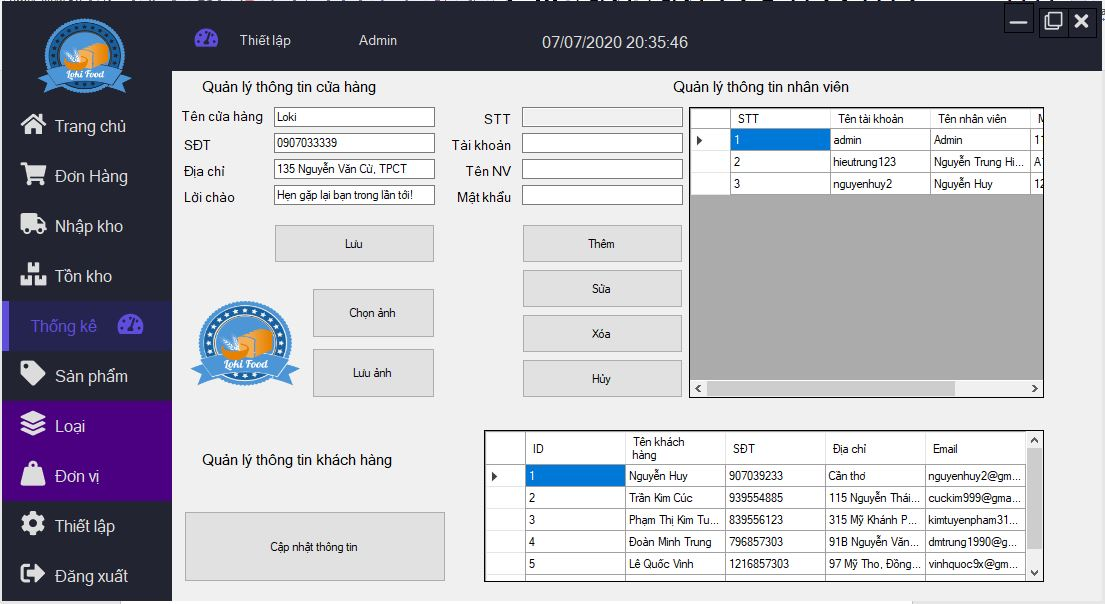 Loki Food
Thiết lập
Admin
07/07/2020 20:35:46
Trang chủ
Đơn Hàng
Nhập kho
Tồn kho
Thống kê
Sản phẩm
Loại
Đơn vị
Thiết lập
Đăng xuất
Quản lý thông tin cửa hàng
Tên cửa hàng Loki
SĐT 0907033339
Địa chỉ 135 Nguyễn Văn Cừ, TPCT
Lời chào Hẹn gặp lại bạn trong lần tới!
Lưu
Loki Food
Chọn ảnh
Lưu ảnh
STT
Tài khoản
Tên NV
Mật khẩu
Thêm
Sửa
Xóa
Hủy
Quản lý thông tin nhân viên
STT Tên tài khoản Tên nhân viên
1 admin Admin 11
2 hieutrung123 Nguyễn Trung Hi...
3 nguyenhuy2 Nguyễn Huy 12
Quản lý thông tin khách hàng
Cập nhật thông tin
ID Tên khách hàng SĐT Địa chỉ Email
1 Nguyễn Huy 907039233 Cần thơ nguyenhuy2@gm...
2 Trần Kim Cúc 939554885 115 Nguyễn Thái... cuckim999@gma...
3 Phạm Thị Kim Tu... 839556123 315 Mỹ Khánh P... kimtuyenpham31...
4 Đoàn Minh Trung 796857303 91B Nguyễn Văn... dmtrung1990@g...
5 Lê Quốc Vinh 1216857303 97 Mỹ Tho, Đồng... vinhquoc9x@gm...